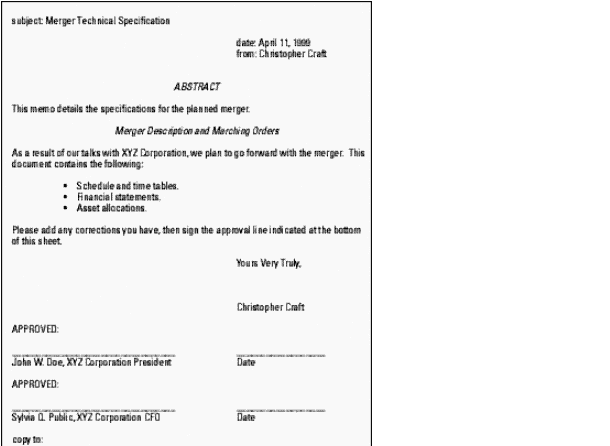 subject: Merger Technical Specification
date: April 11, 1999
from: Christopher Craft
ABSTRACT
This memo details the specifications for the planned merger.
Merger Description and Marching Orders
As a result of our talks with XYZ Corporation, we plan to go forward with the merger. This
document contains the following:
• Schedule and time tables.
• Financial statements.
• Asset allocations.
Please add any corrections you have, then sign the approval line indicated at the bottom
of this sheet.
Yours Very Truly,
Christopher Craft
APPROVED:
John W. Doe, XYZ Corporation President Date
APPROVED:
Sylvia Q. Public, XYZ Corporation CFO Date
copy to: